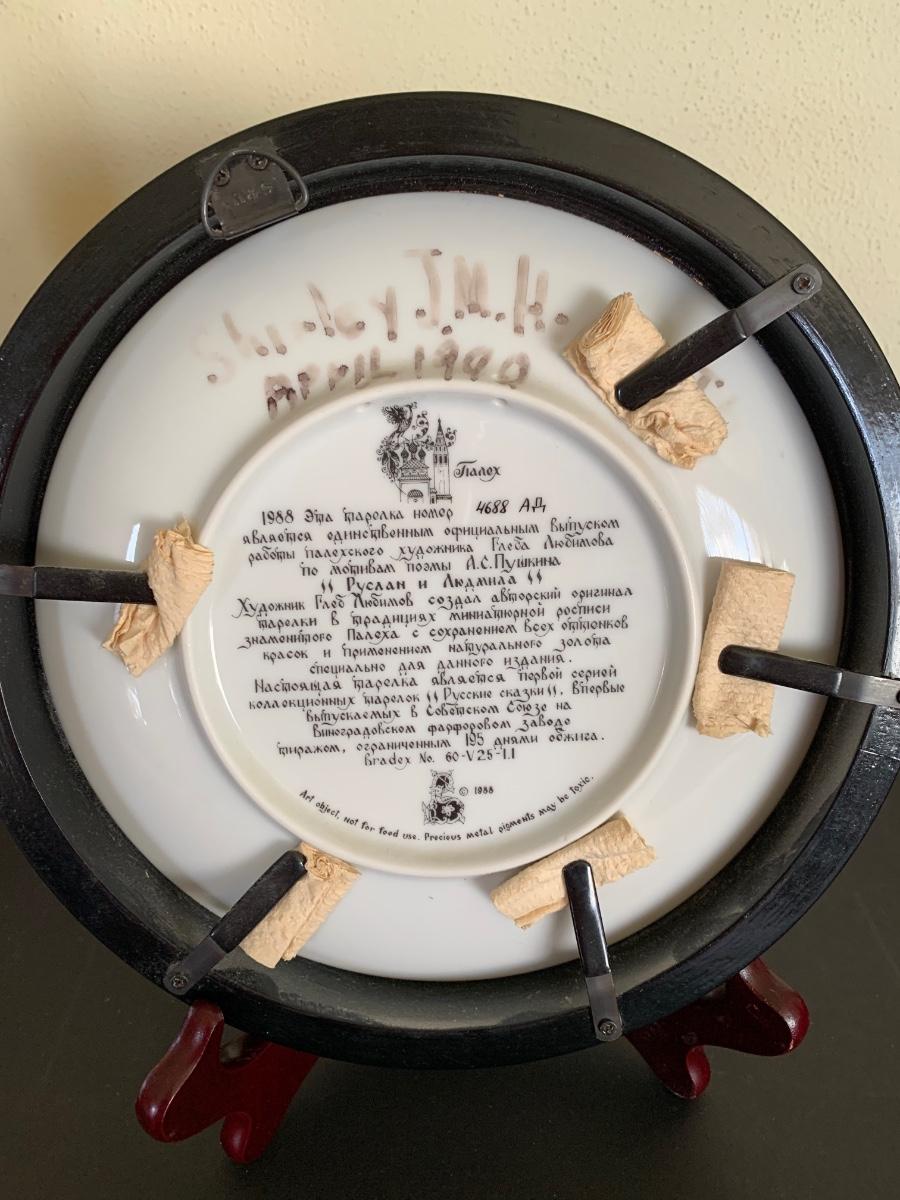 Shirley J.M.H.
APRIL 1990
Палех
1988 Эта тарелка номер 4688 АД
является единственным официальным выпуском
работы палехского художника Глеба Любимова
по мотивам поэмы А.С.Пушкина
"Руслан и Людмила"
Художник Глеб Любимов создал авторский оригинал
тарелки в традициях миниатюрной росписи
знаменитого Палеха с сохранением всех оттенков
красок и применением натурального золота
специально для данного издания.
Настоящая тарелка является первой серией
коллекционных тарелок "Русские сказки". Впервые
выпускаемых в Советском Союзе на
Виноградовском фарфоровом заводе
тиражом, ограниченным 195 днями обжига.
Bradex No. 60-V25-1.1
© 1988
Art object, not for food use. Precious metal pigments may be toxic.